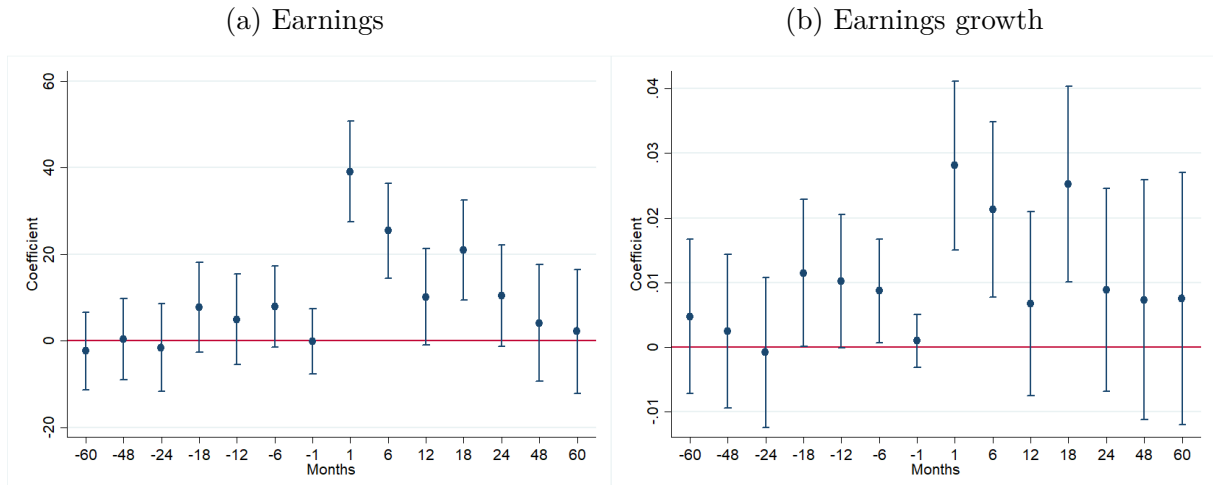 (a) Earnings
(b) Earnings growth
60
40
20
0
-20
Coefficient
-60 -48 -24 -18 -12 -6 -1 1 6 12 18 24 48 60
Months
.04
.03
.02
.01
0
-.01
Coefficient
-60 -48 -24 -18 -12 -6 -1 1 6 12 18 24 48 60
Months